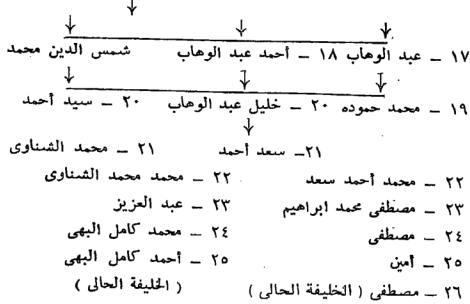 ١٧ – عبد الوهاب ١٨ – أحمد عبد الوهاب شمس الدين محمد
١٩ – محمد حموده ٢٠ – خليل عبد الوهاب ٢٠ – سيد أحمد
٢١– سعد أحمد ٢١ – محمد الشناوى
٢٢ – محمد أحمد سعد ٢٢ – محمد محمد الشناوى
٢٣ – مصطفى محمد ابراهيم ٢٣ – عبد العزيز
٢٤ – مصطفى ٢٤ – محمد كامل البهى
٢٥ – أمين ٢٥ – أحمد كامل البهى
٢٦ – مصطفى ( الخليفة الحالى ) ( الخليفة الحالى )